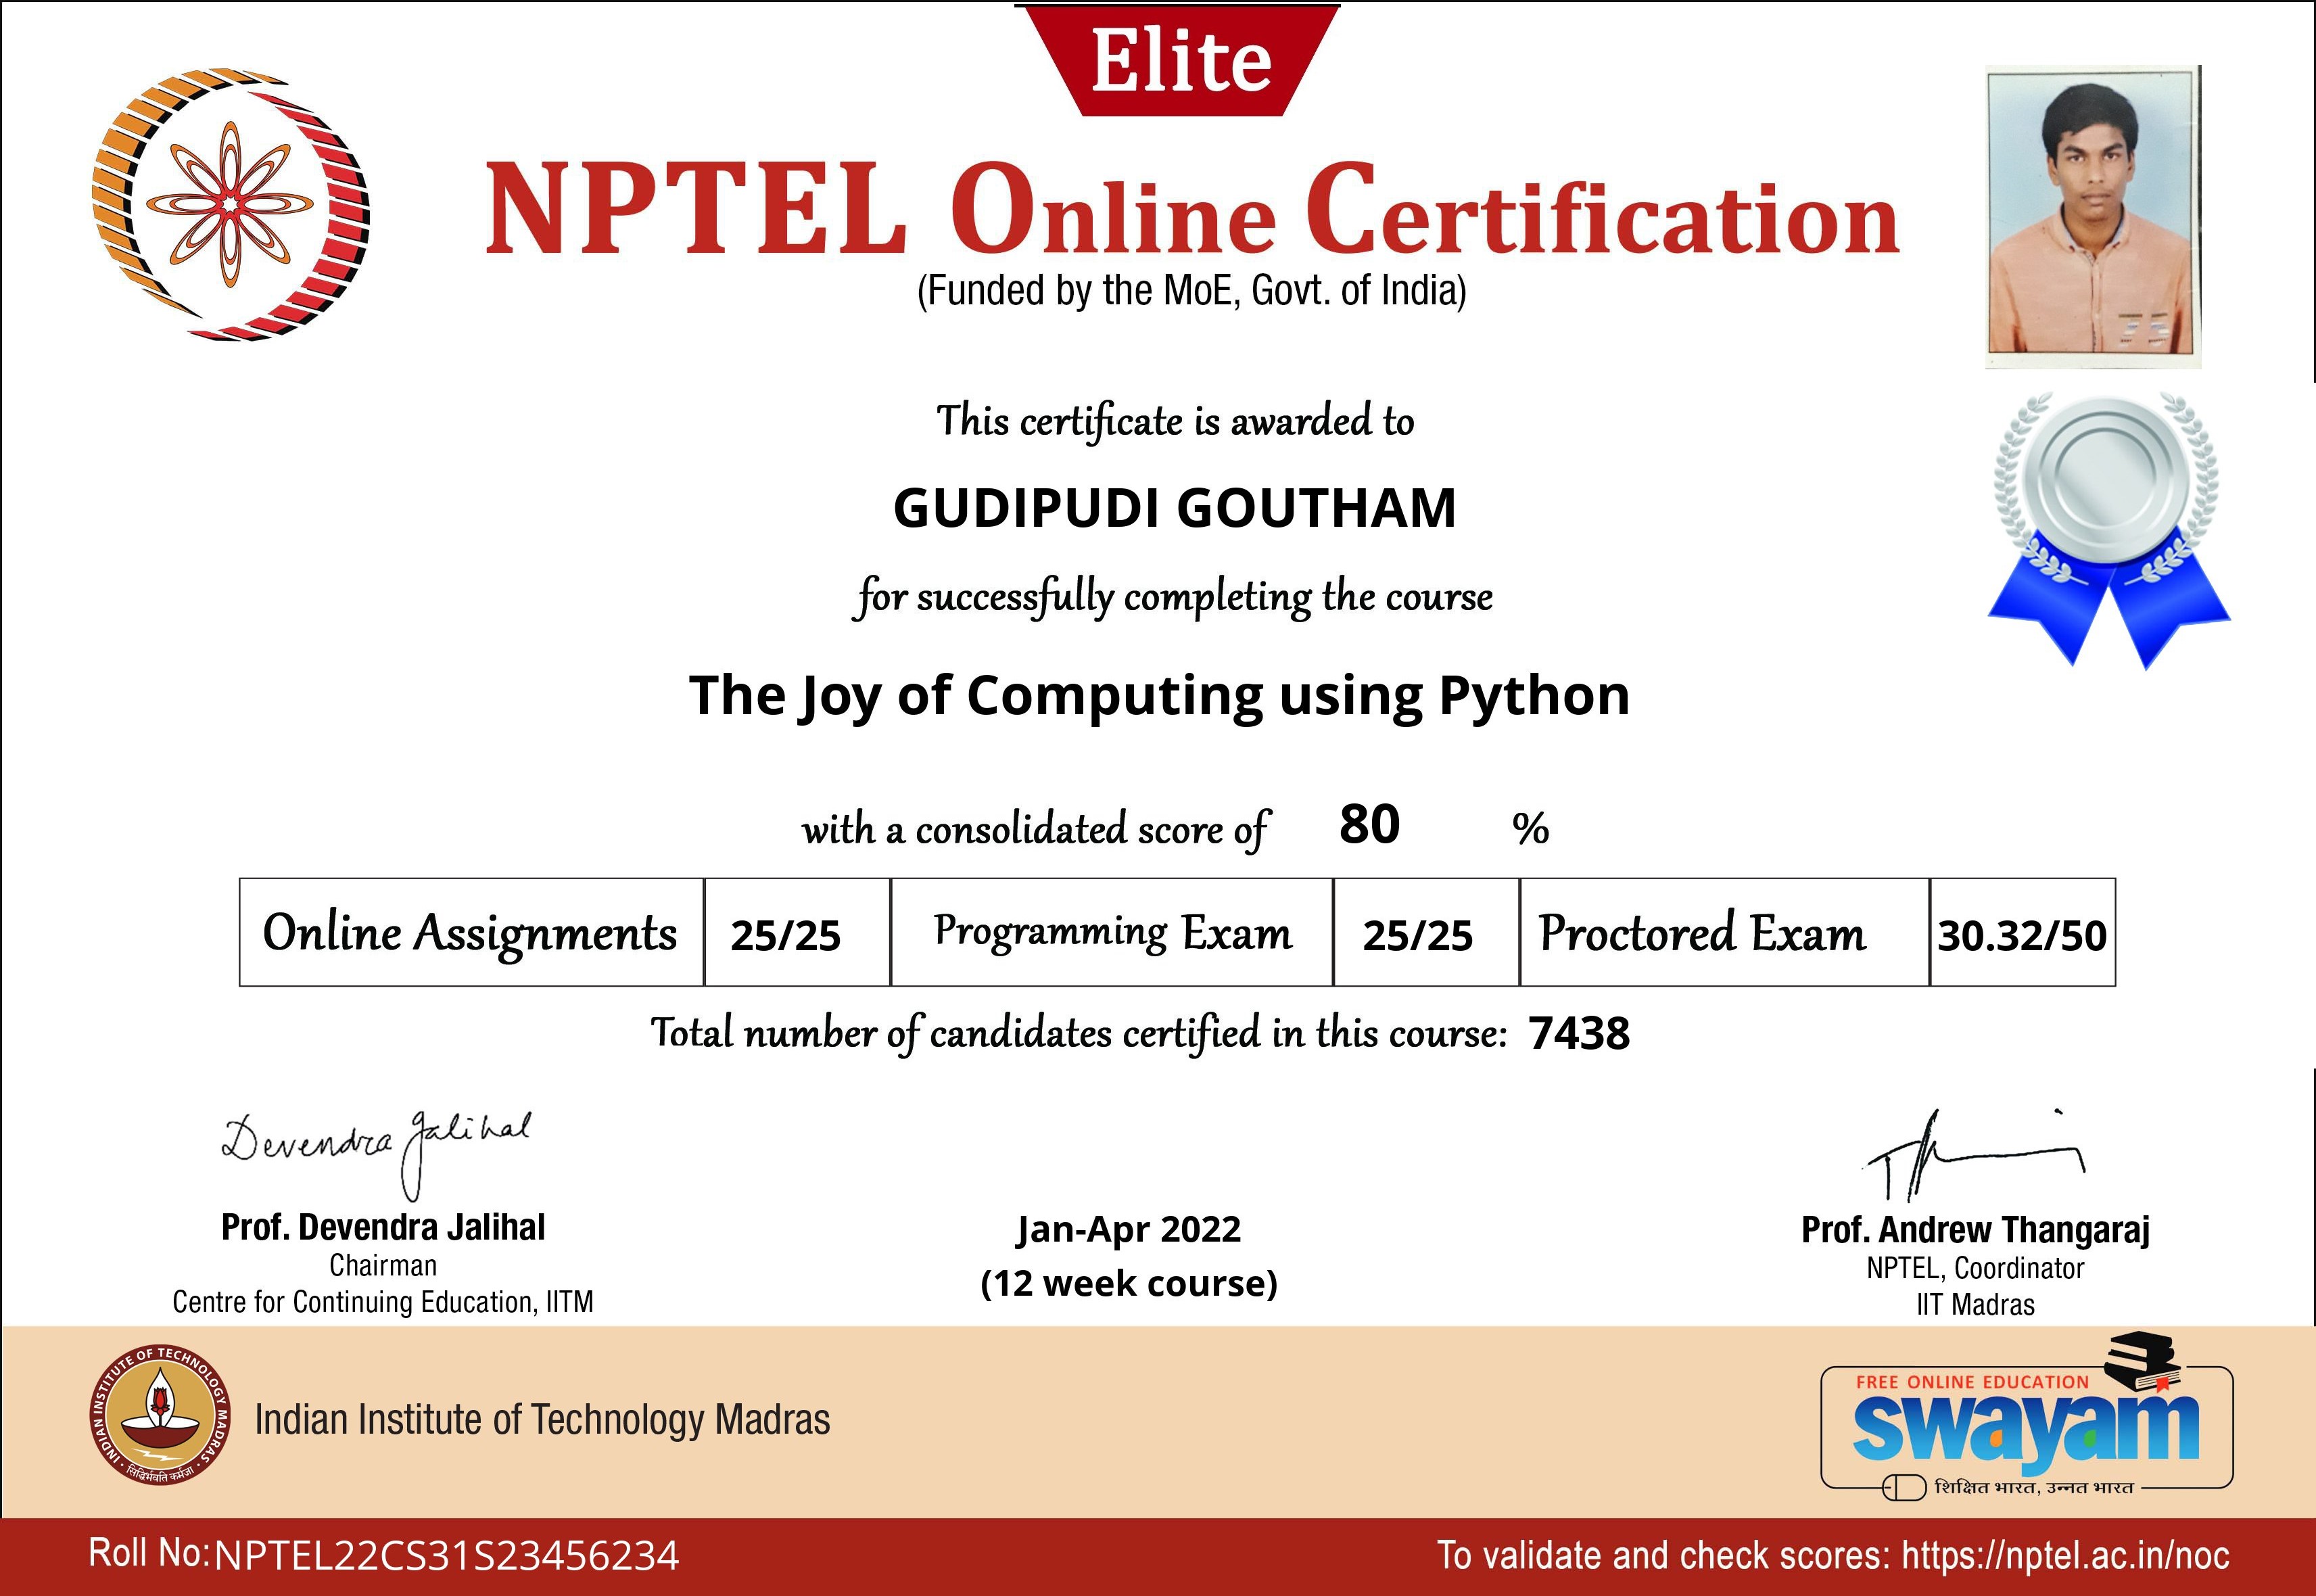 Elite
NPTEL Online Certification
(Funded by the MoE, Govt. of India)
75
This certificate is awarded to
GUDIPUDI GOUTHAM
for successfully completing the course
The Joy of Computing using Python
with a consolidated score of 80 %
Online Assignments 25/25 Programming Exam 25/25 Proctored Exam 30.32/50
Total number of candidates certified in this course: 7438
Devendra Jalihal
Prof. Devendra Jalihal
Chairman
Centre for Continuing Education, IITM
Jan-Apr 2022
(12 week course)
Prof. Andrew Thangaraj
NPTEL, Coordinator
IIT Madras
INDIAN INSTITUTE OF TECHNOLOGY MADRAS
सिद्धिर्भवति कर्मजा
Indian Institute of Technology Madras
FREE ONLINE EDUCATION
swayam
शिक्षित भारत, उन्नत भारत
Roll No:NPTEL22CS31S23456234
To validate and check scores: https://nptel.ac.in/noc